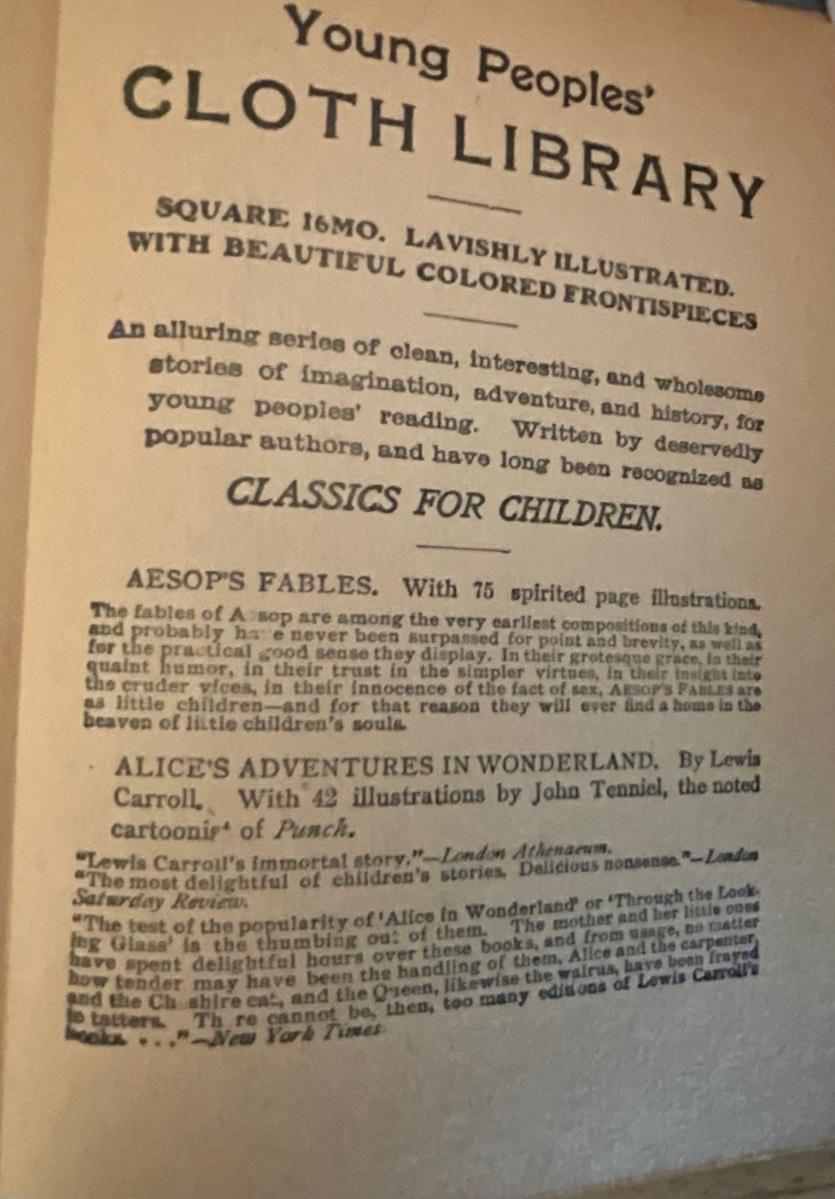 Young Peoples'
CLOTH LIBRARY
SQUARE 16MO. LAVISHLY ILLUSTRATED.
WITH BEAUTIFUL COLORED FRONTISPIECES
An alluring series of clean, interesting, and wholesome
stories of imagination, adventure, and history, for
young peoples' reading. Written by deservedly
popular authors, and have long been recognized as
CLASSICS FOR CHILDREN.
AESOP'S FABLES. With 75 spirited page illustrations.
The fables of A sop are among the very earliest compositions of this kind,
and probably ha e never been surpassed for point and brevity, as well as
for the practical good sense they display. In their grotesque grace, in their
quaint humor, in their trust in the simpler virtues, in their insight into
the cruder vices, in their innocence of the fact of sex, AESOP'S FABLES are
as little children—and for that reason they will ever find a home in the
heaven of little children's souls.
ALICE'S ADVENTURES IN WONDERLAND. By Lewis
Carroll. With 42 illustrations by John Tenniel, the noted
cartoonis' of Punch.
"Lewis Carroll's immortal story."—London Athenaeum.
"The most delightful of children's stories. Delicious nonsense."—London
Saturday Review.
"The test of the popularity of 'Alice in Wonderland' or 'Through the Look-
ing Glass' is the thumbing out of them. The mother and her little ones
have spent delightful hours over these books, and from usage, no matter
how tender may have been the handling of them, Alice and the carpenter,
and the Ch shire cat, and the Queen, likewise the walrus, have been frayed
to tatters. Th re cannot be, then, too many editions of Lewis Carroll's
books. . . ."—New York Times.